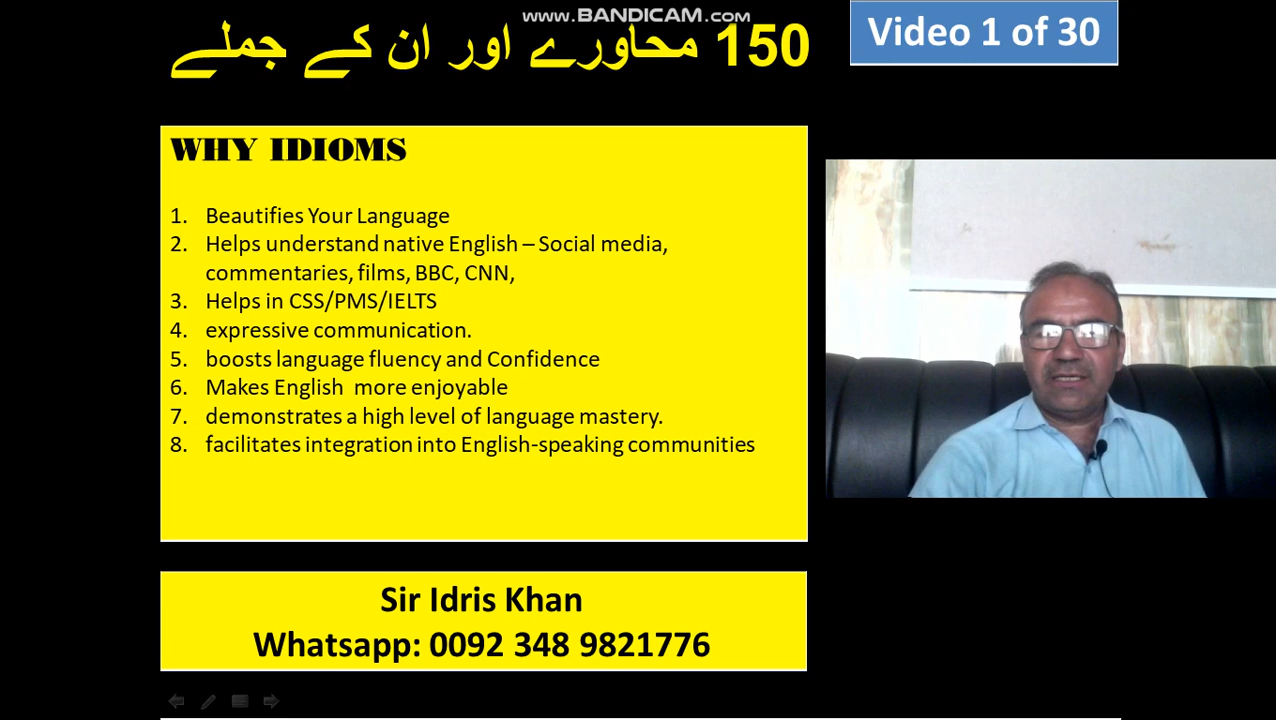 www.BANDICAM.com
150 محاورے اور ان کے جملے
Video 1 of 30
WHY IDIOMS
1. Beautifies Your Language
2. Helps understand native English – Social media,
commentaries, films, BBC, CNN,
3. Helps in CSS/PMS/IELTS
4. expressive communication.
5. boosts language fluency and Confidence
6. Makes English more enjoyable
7. demonstrates a high level of language mastery.
8. facilitates integration into English-speaking communities
Sir Idris Khan
Whatsapp: 0092 348 9821776